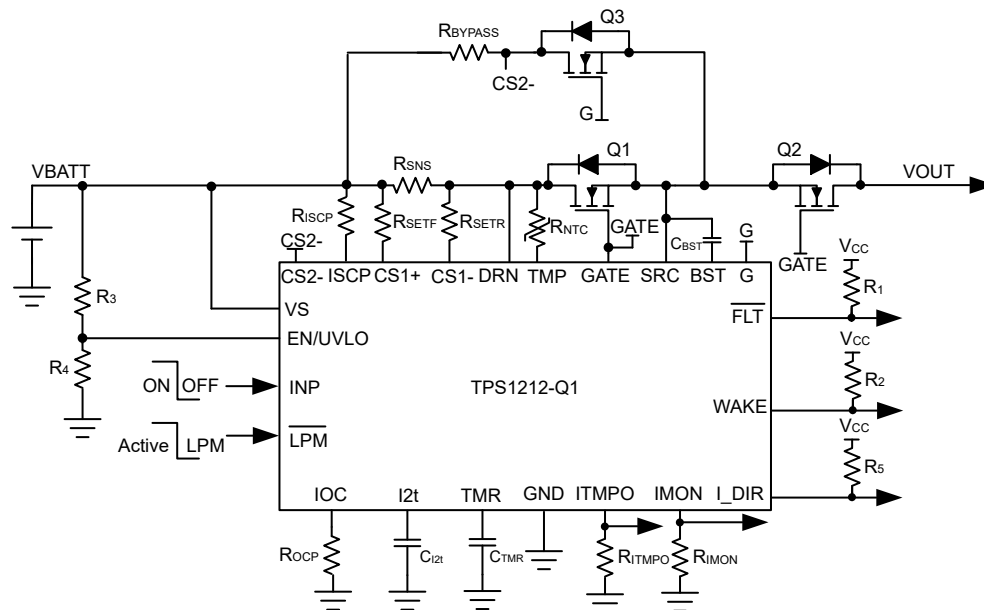 RBYPASS
Q3
CS2-
G
VBATT
RSNS
Q1
Q2
VOUT
RISCP
RSETF
RSETR
RNTC
GATE
CBST
G
GATE
VCC
CS2-
CS2- ISCP CS1+ CS1- DRN TMP GATE SRC BST G
R1
R3
VS
FLT
EN/UVLO
VCC
R4
R2
ON OFF
INP
TPS1212-Q1
WAKE
VCC
Active LPM
LPM
R5
IOC I2t TMR GND ITMPO IMON I_DIR
ROCP
CI2t
CTMR
RITMPO
RIMON